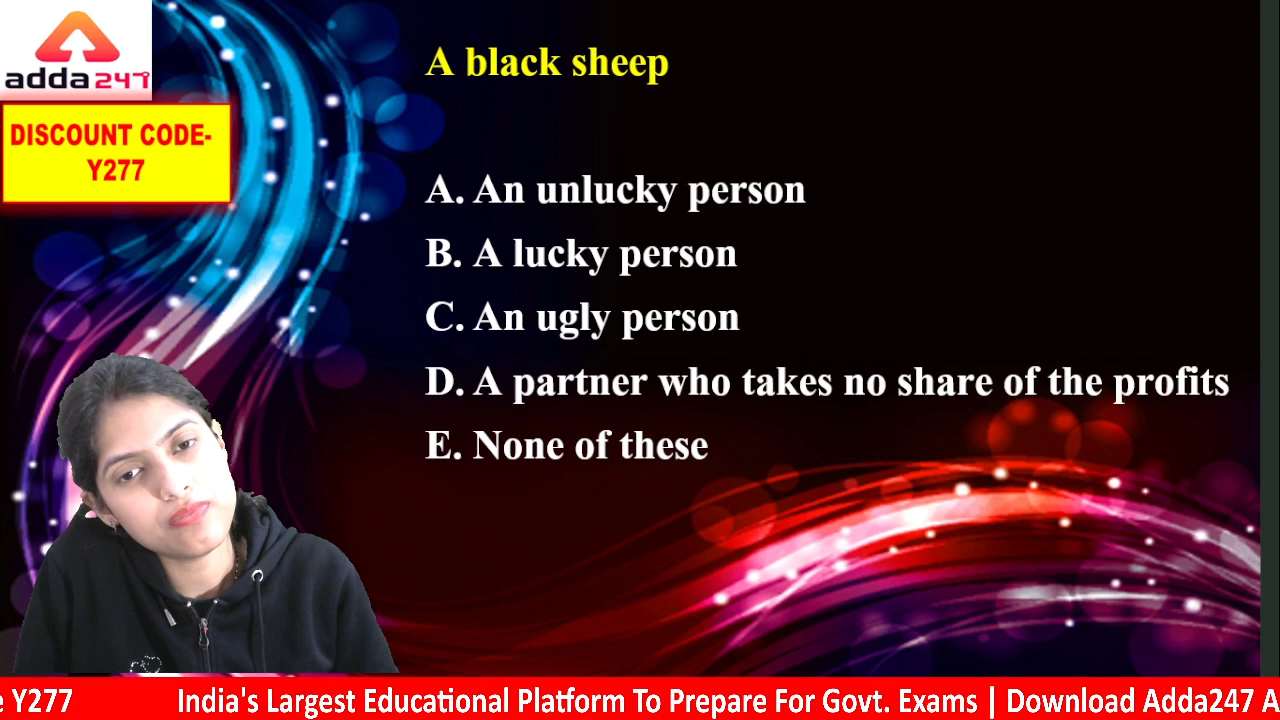 adda247
DISCOUNT CODE-
Y277
A black sheep
A. An unlucky person
B. A lucky person
C. An ugly person
D. A partner who takes no share of the profits
E. None of these
e Y277 India's Largest Educational Platform To Prepare For Govt. Exams | Download Adda247 A